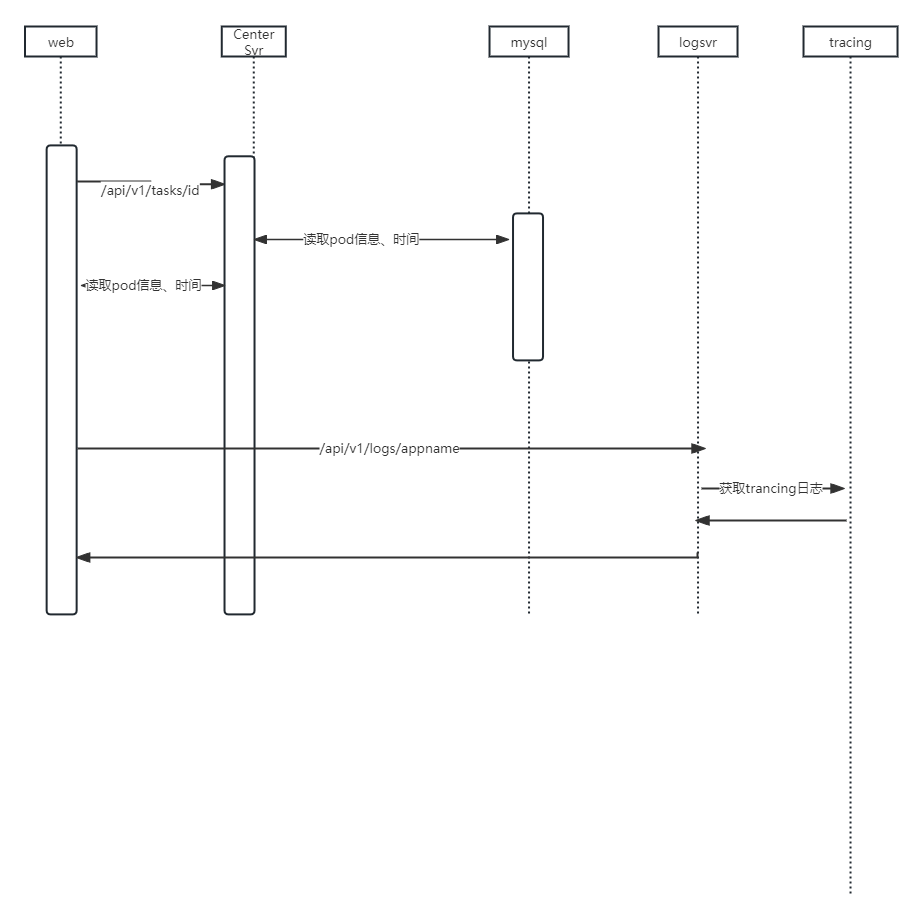 web
Center
Svr
mysql
logsvr
tracing
/api/v1/tasks/id
读取pod信息、时间
读取pod信息、时间
/api/v1/logs/appname
获取trancing日志